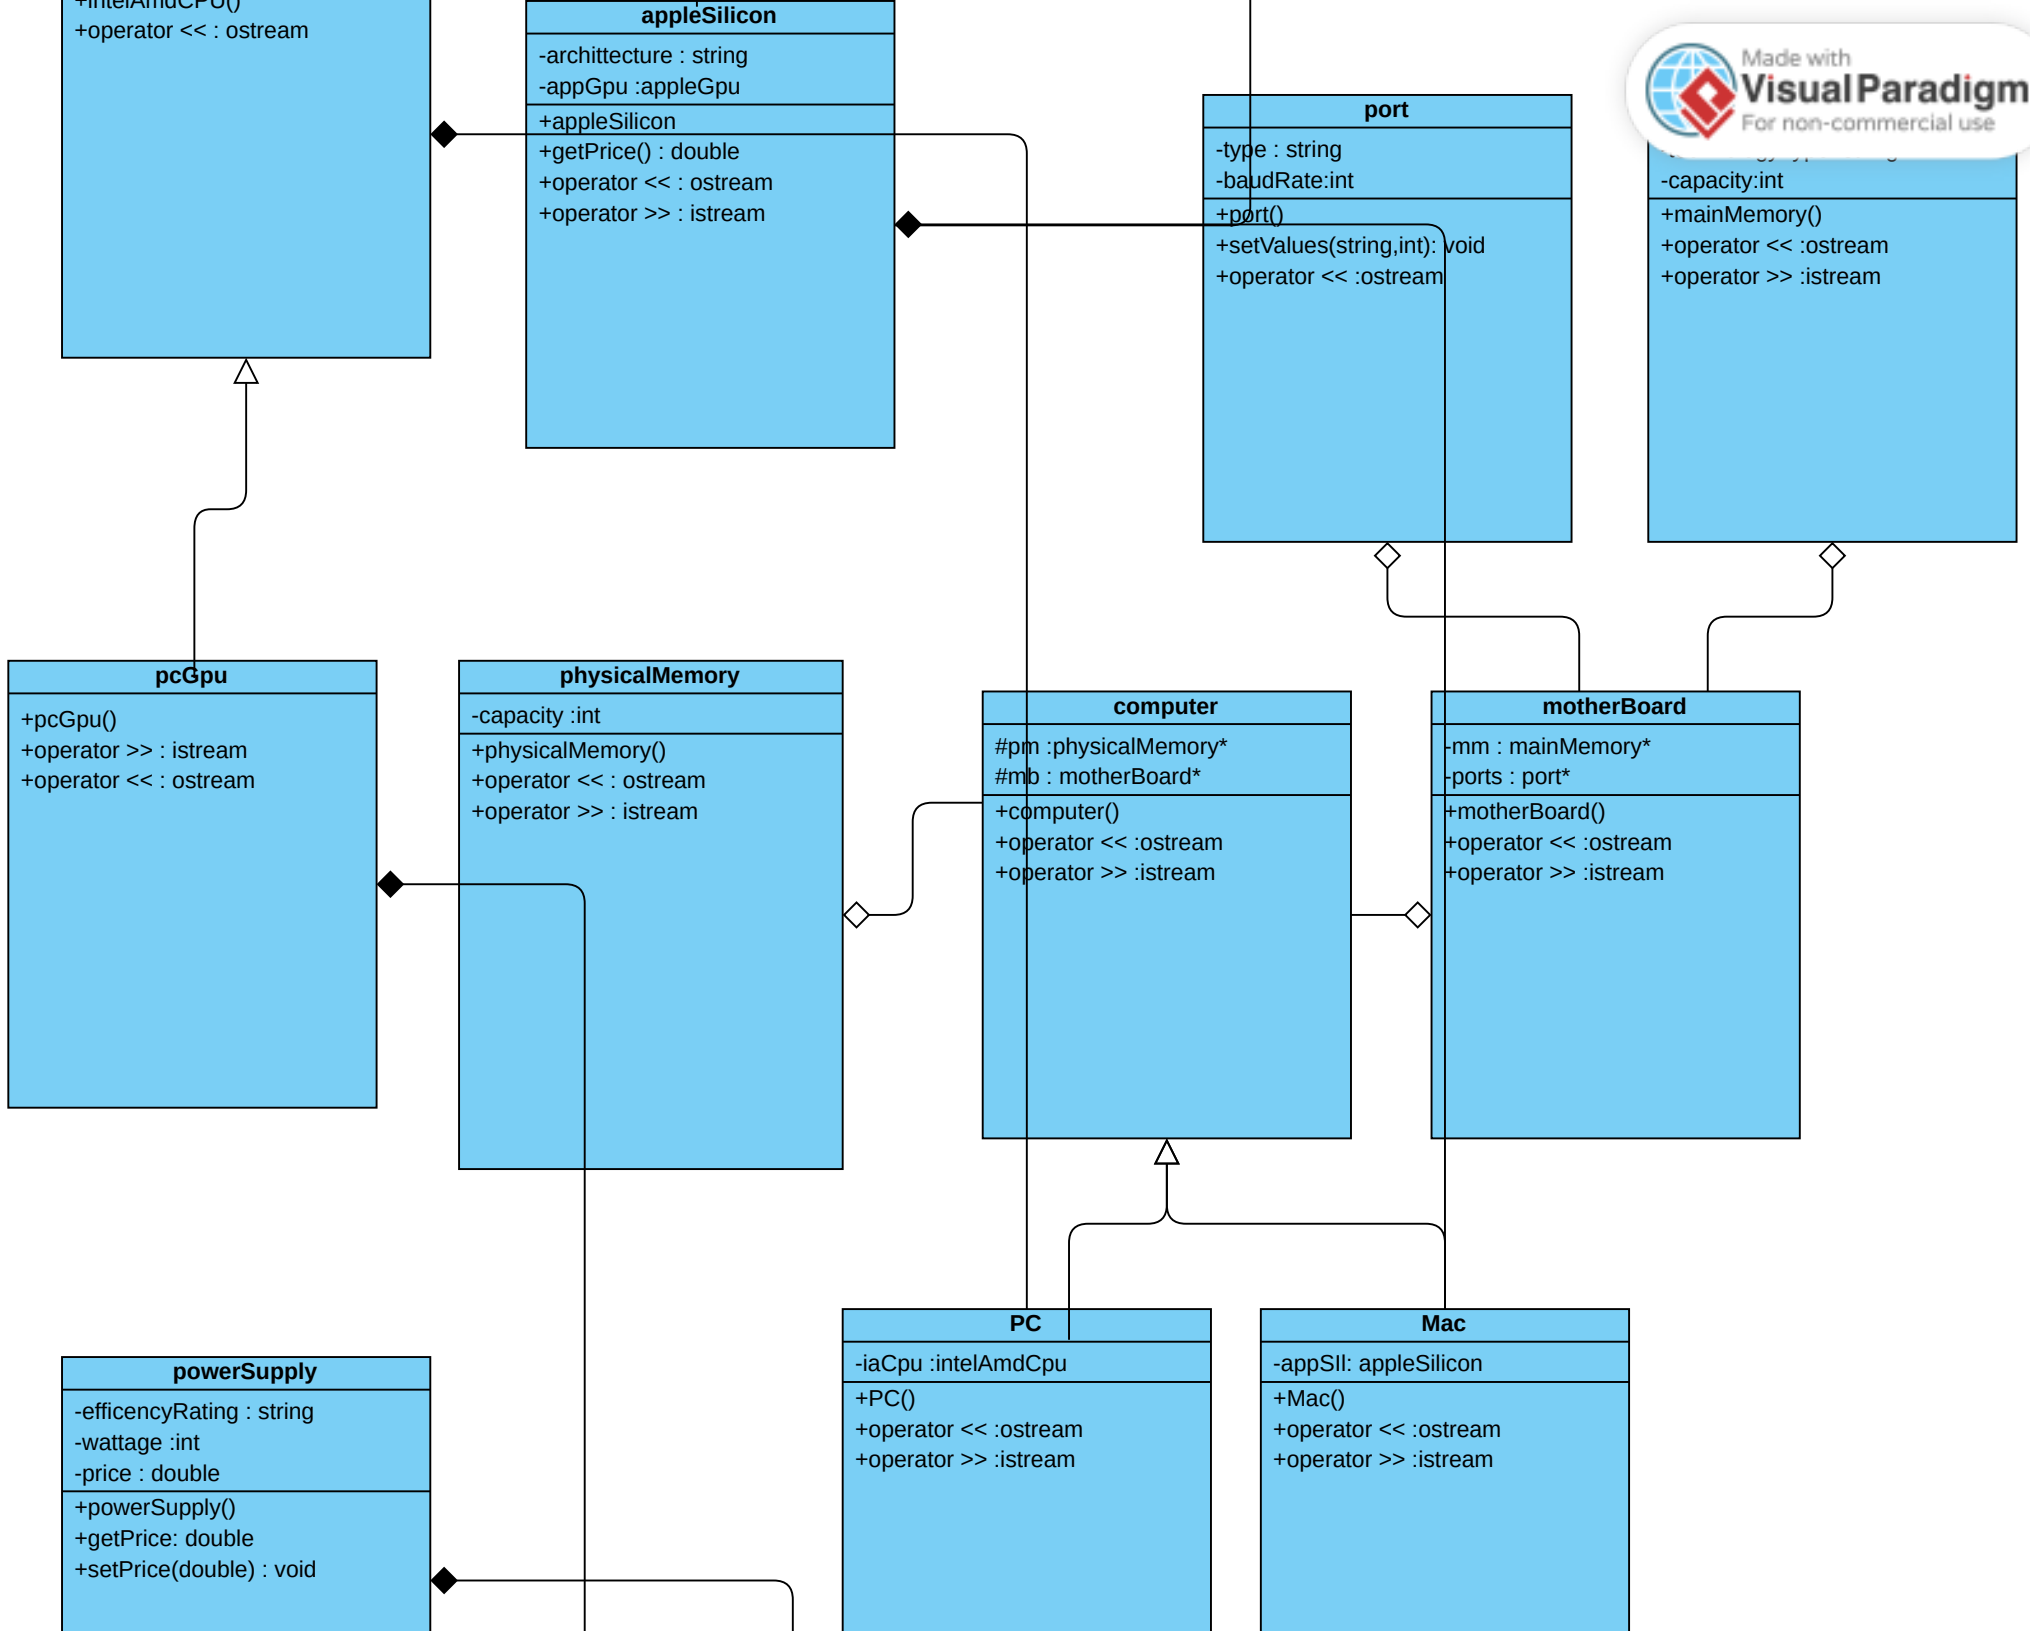 +intelAmdCPU()
+operator << : ostream
appleSilicon
-archittecture : string
-appGpu :appleGpu
+appleSilicon
+getPrice() : double
+operator << : ostream
+operator >> : istream
port
-type : string
-baudRate:int
+port()
+setValues(string,int): void
+operator << :ostream
Made with
Visual Paradigm
For non-commercial use
-capacity:int
+mainMemory()
+operator << :ostream
+operator >> :istream
pcGpu
+pcGpu()
+operator >> : istream
+operator << : ostream
physicalMemory
-capacity :int
+physicalMemory()
+operator << : ostream
+operator >> : istream
computer
#pm :physicalMemory*
#mb : motherBoard*
+computer()
+operator << :ostream
+operator >> :istream
motherBoard
-mm : mainMemory*
-ports : port*
+motherBoard()
+operator << :ostream
+operator >> :istream
powerSupply
-efficencyRating : string
-wattage :int
-price : double
+powerSupply()
+getPrice: double
+setPrice(double) : void
PC
-iaCpu :intelAmdCpu
+PC()
+operator << :ostream
+operator >> :istream
Mac
-appSIl: appleSilicon
+Mac()
+operator << :ostream
+operator >> :istream